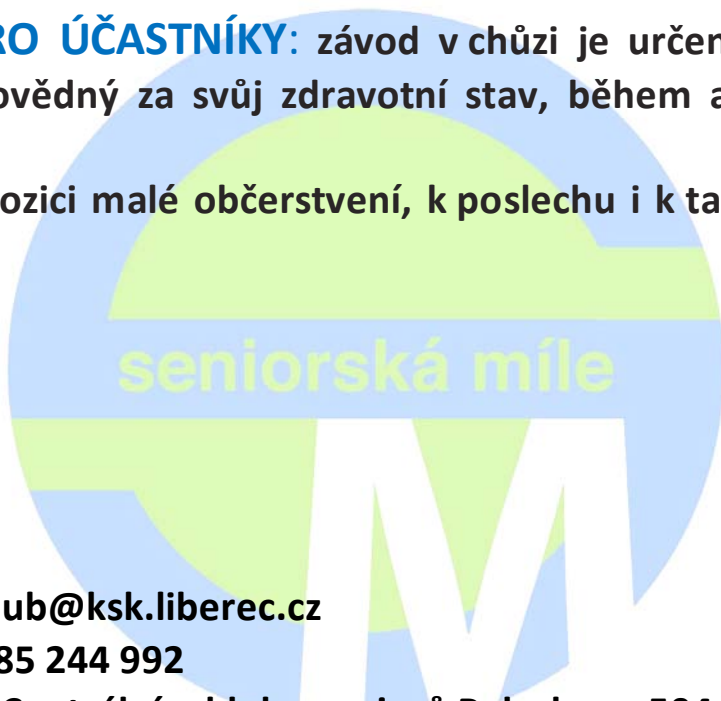 RO ÚČASTNÍKY: závod v chůzi je určen
ovědný za svůj zdravotní stav, během a
ozici malé občerstvení, k poslechu i k ta
seniorská míle
M
ub@ksk.liberec.cz
85 244 992